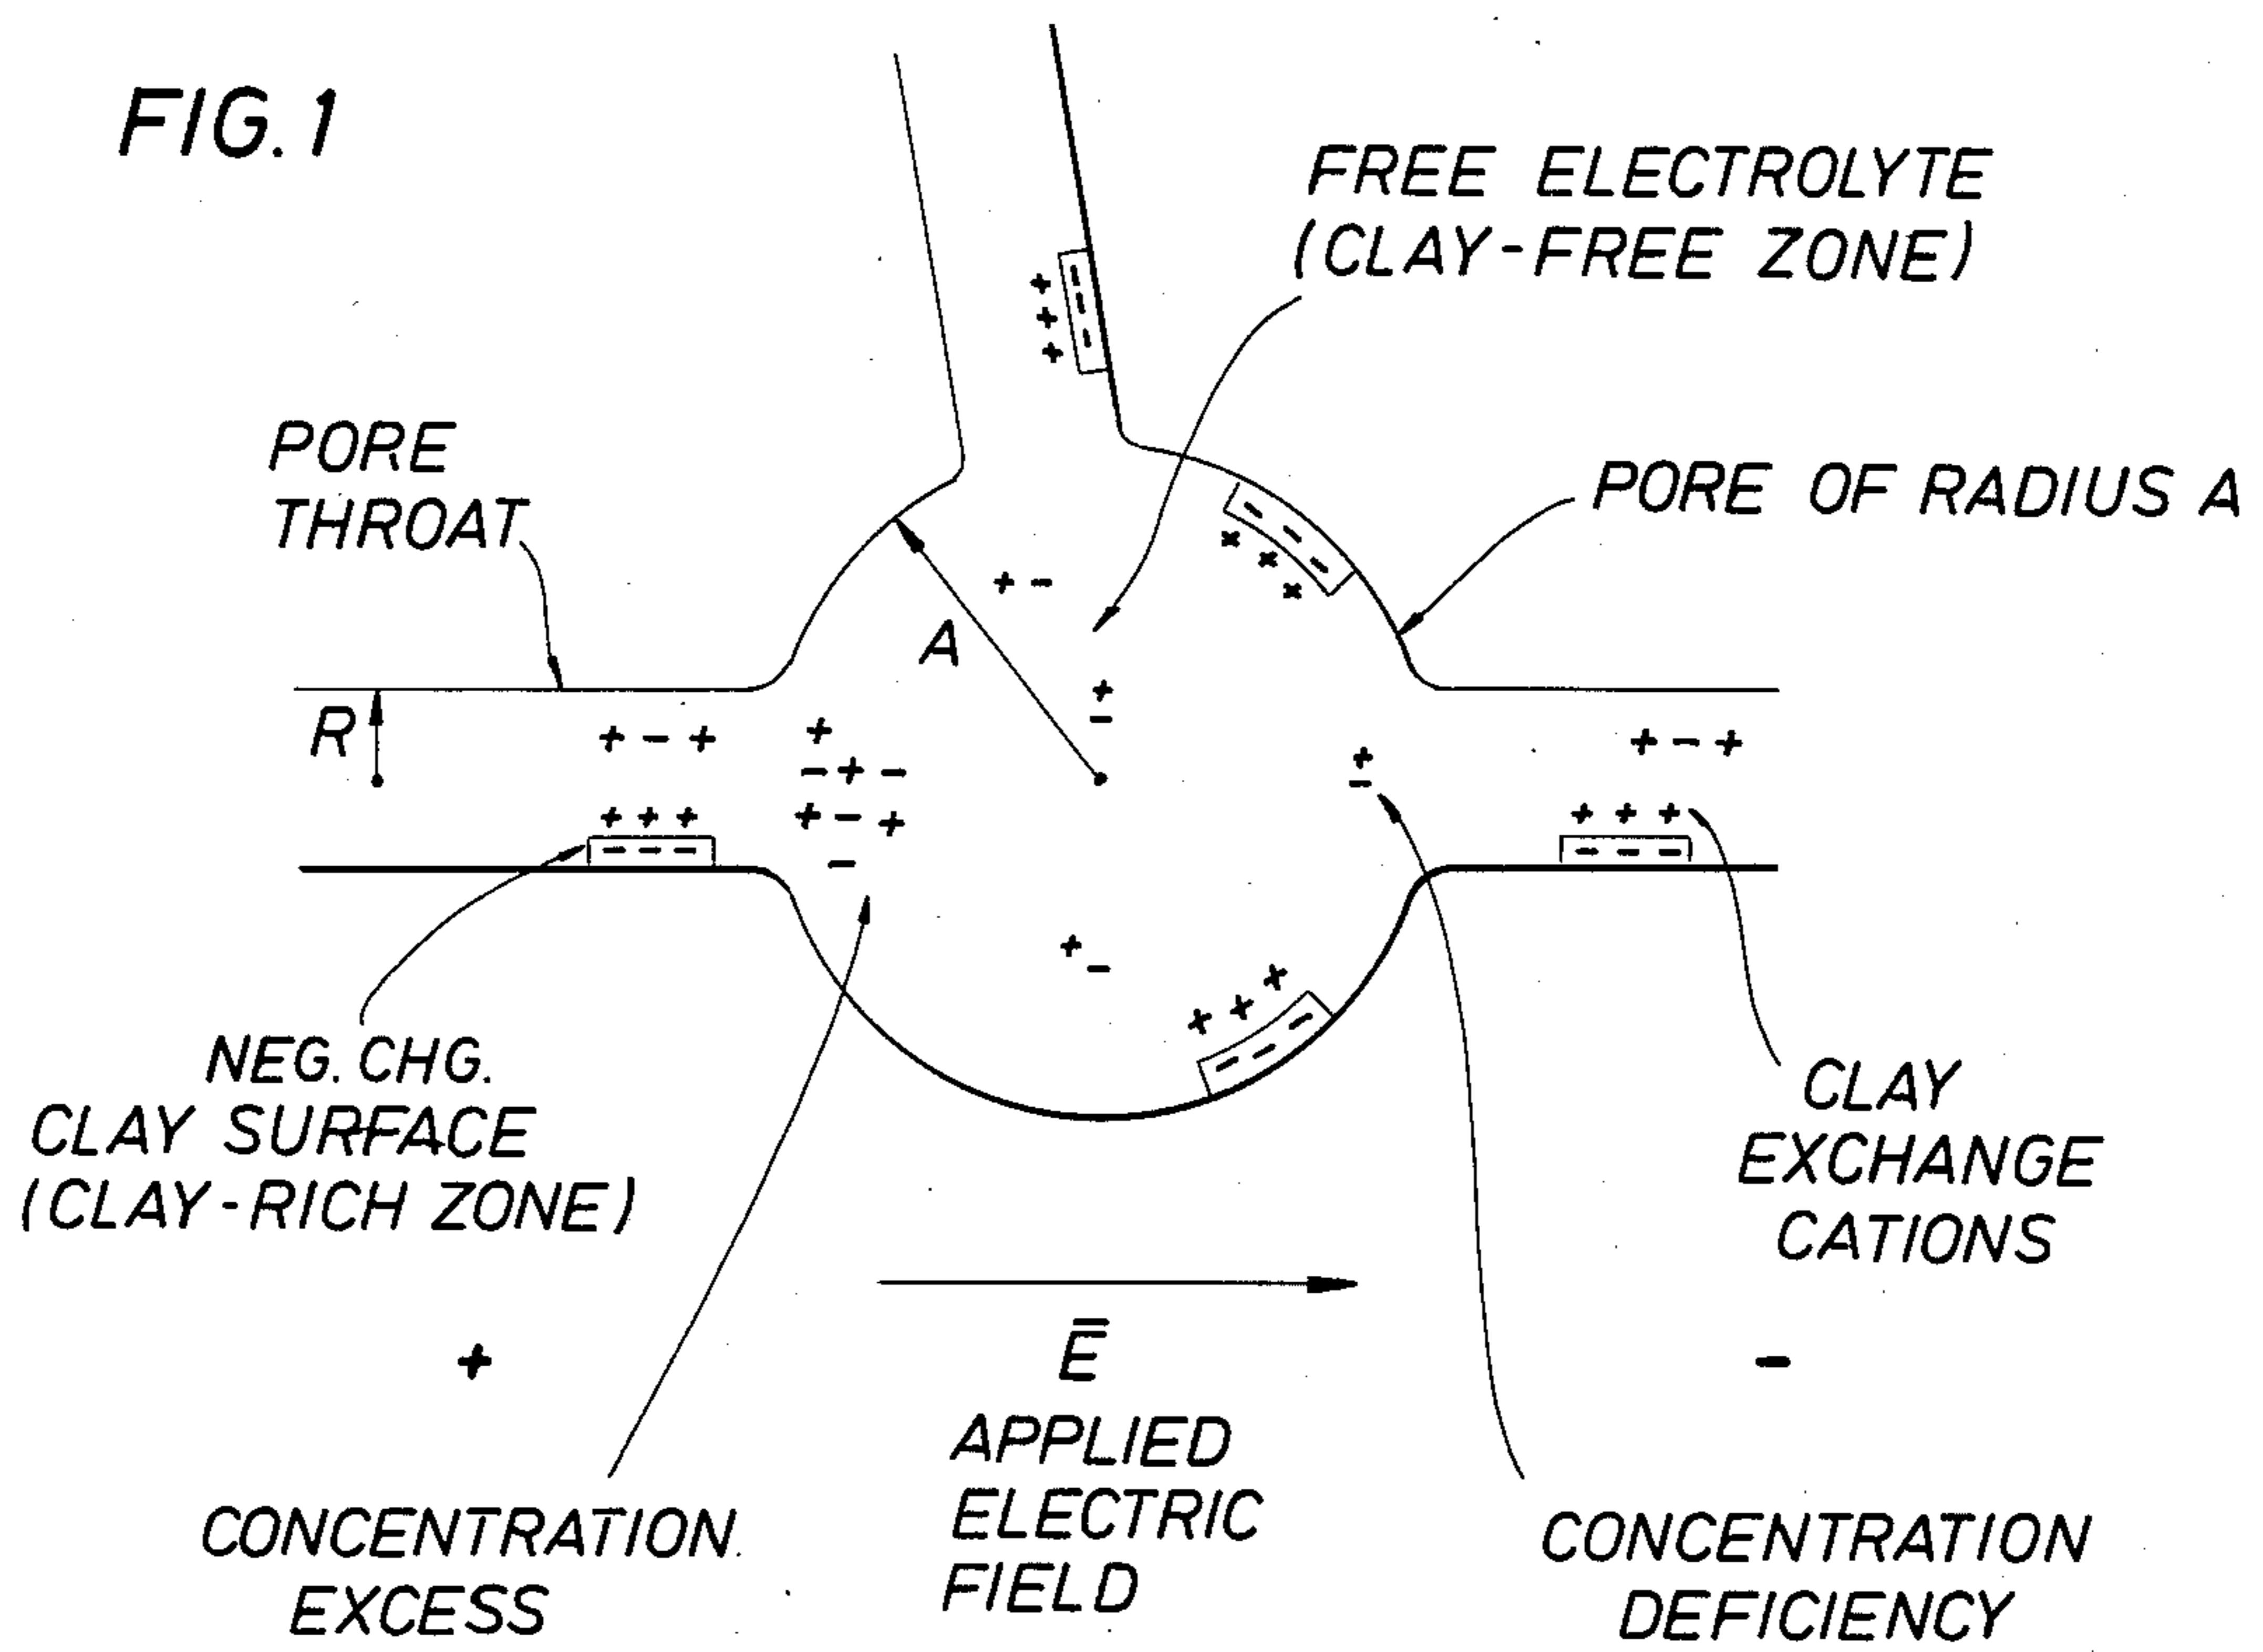 FIG. 1
FREE ELECTROLYTE
(CLAY-FREE ZONE)
PORE
THROAT
PORE OF RADIUS A
A
R
+ -
+
-
+ - +
+
- + -
+ - +
-
+
-
+ - +
+ + +
- - -
+ + +
- - -
+ + +
- - -
+ + +
- - -
+ + +
- - -
+
-
NEG. CHG.
CLAY SURFACE
(CLAY-RICH ZONE)
CLAY
EXCHANGE
CATIONS
+
E̅
-
APPLIED
ELECTRIC
FIELD
CONCENTRATION
EXCESS
CONCENTRATION
DEFICIENCY